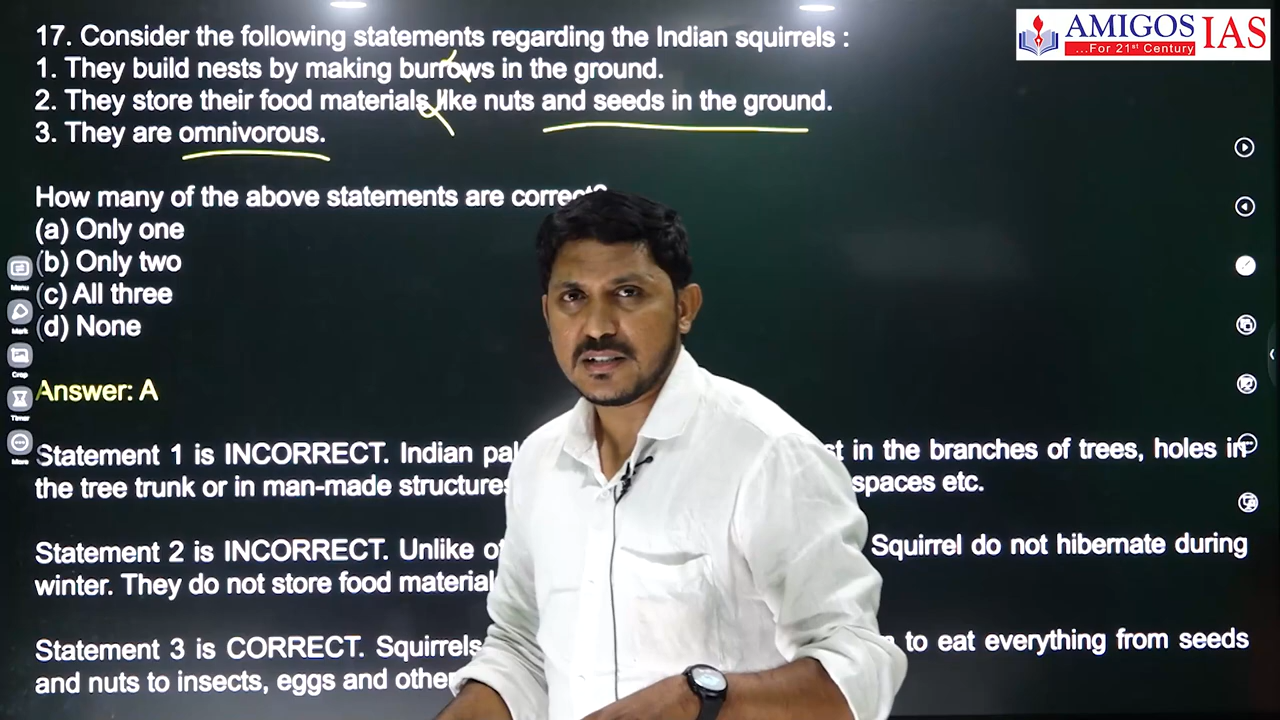 17. Consider the following statements regarding the Indian squirrels :
1. They build nests by making burrows in the ground.
2. They store their food materials like nuts and seeds in the ground.
3. They are omnivorous.
How many of the above statements are correct?
(a) Only one
(b) Only two
(c) All three
(d) None
Answer: A
Statement 1 is INCORRECT. Indian in the branches of trees, holes in
the tree trunk or in man-made structures spaces etc.
Statement 2 is INCORRECT. Unlike Squirrel do not hibernate during
winter. They do not store food
Statement 3 is CORRECT. Squirrels to eat everything from seeds
and nuts to insects, eggs and other
AMIGOS IAS
...For 21st Century
Menu
Mark
Crop
Timer
More